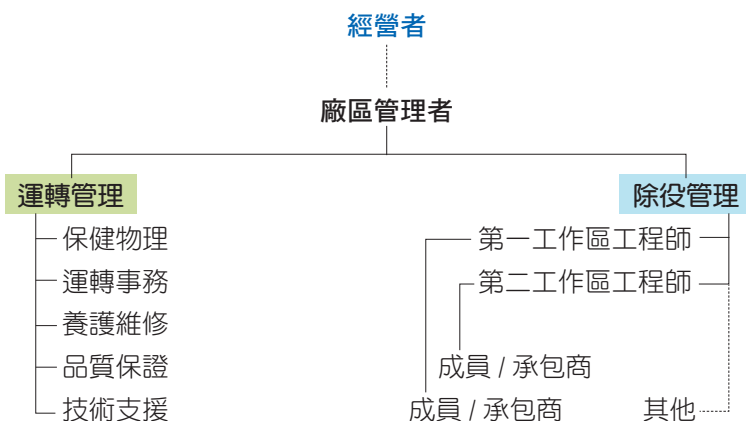 經營者
廠區管理者
運轉管理
除役管理
保健物理
第一工作區工程師
運轉事務
第二工作區工程師
養護維修
品質保證
成員 / 承包商
技術支援
成員 / 承包商
其他